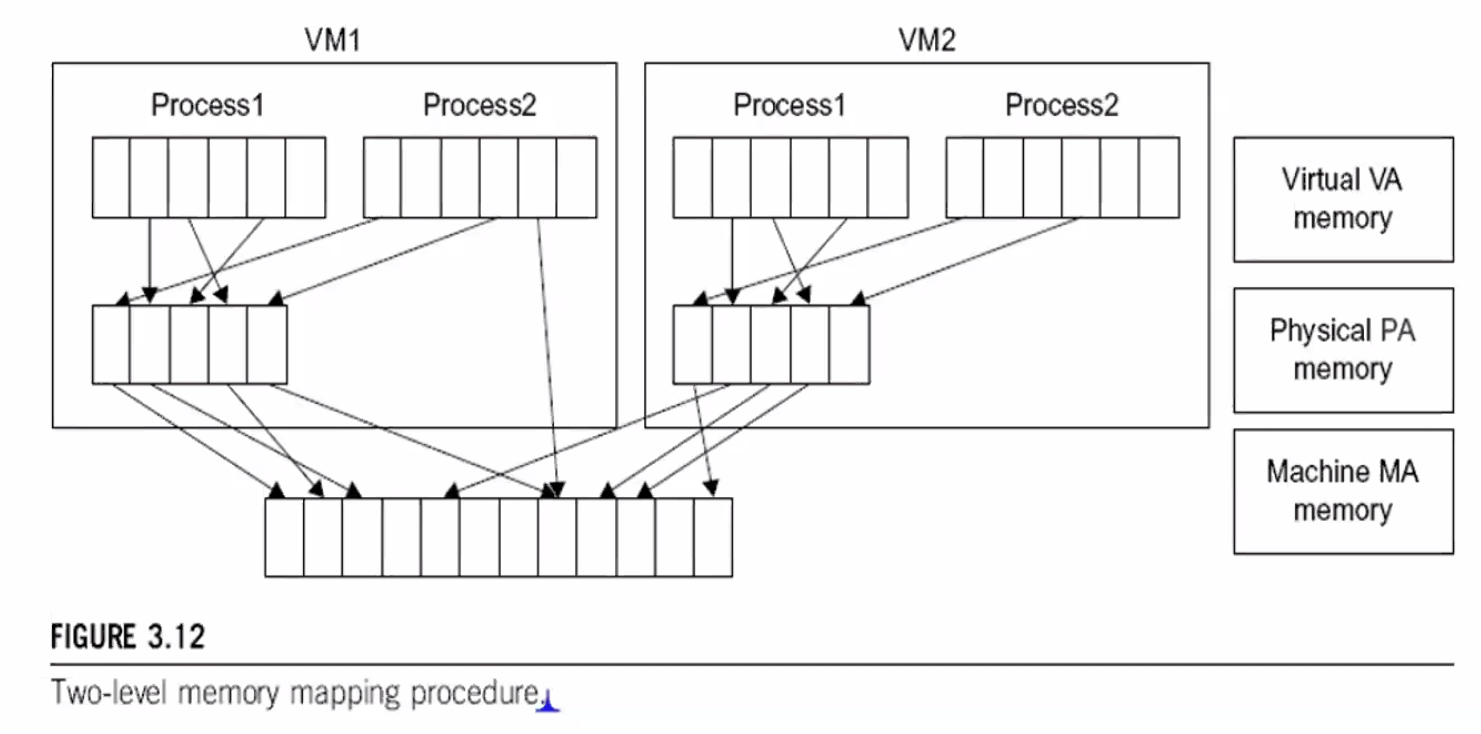 VM1
VM2
Process1
Process2
Process1
Process2
Virtual VA
memory
Physical PA
memory
Machine MA
memory
FIGURE 3.12
Two-level memory mapping procedure.